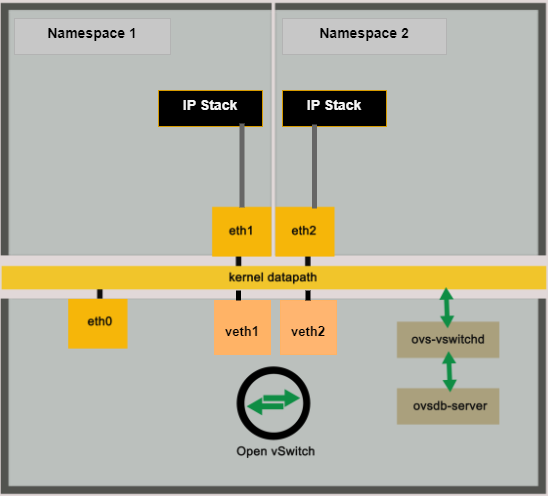 Namespace 1
Namespace 2
IP Stack
IP Stack
eth1
eth2
kernel datapath
eth0
veth1
veth2
ovs-vswitchd
ovsdb-server
Open vSwitch